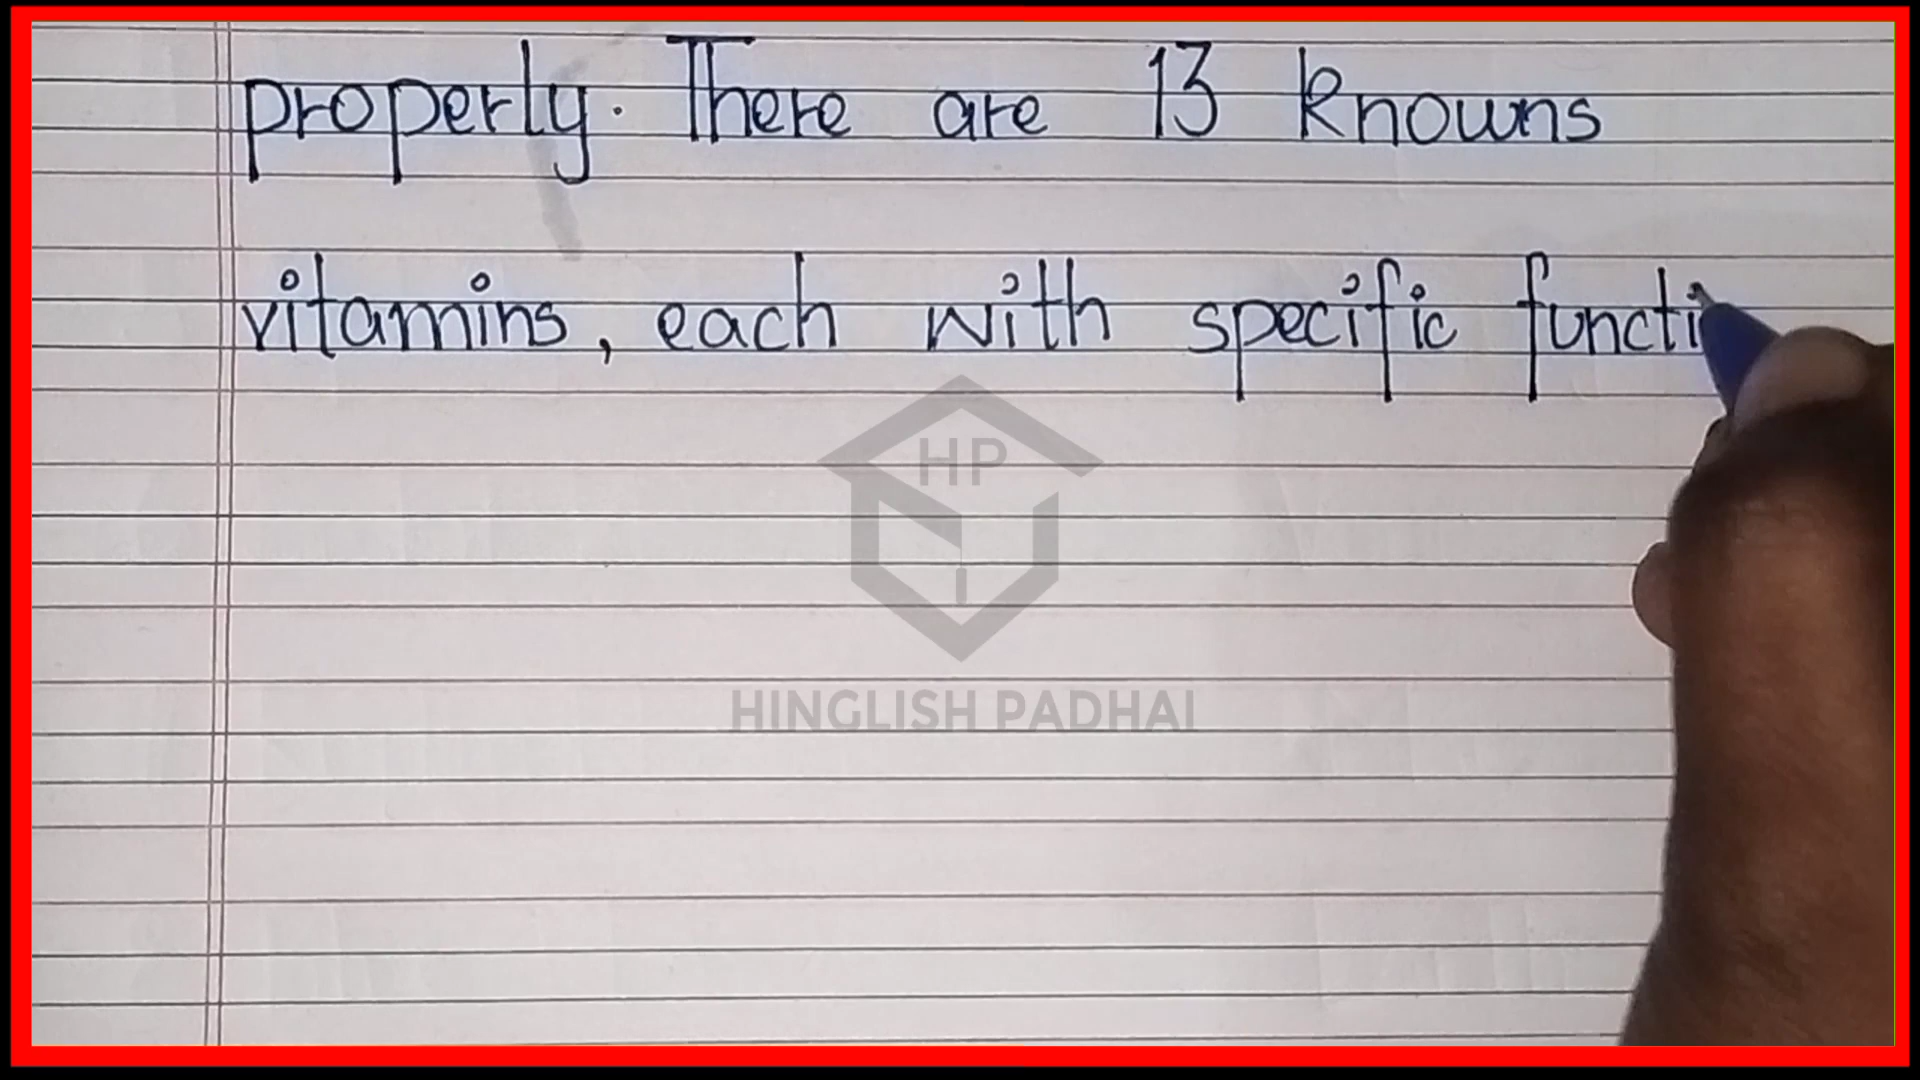 properly. There are 13 knowns
vitamins, each with specific functi
HP
HINGLISH PADHAI